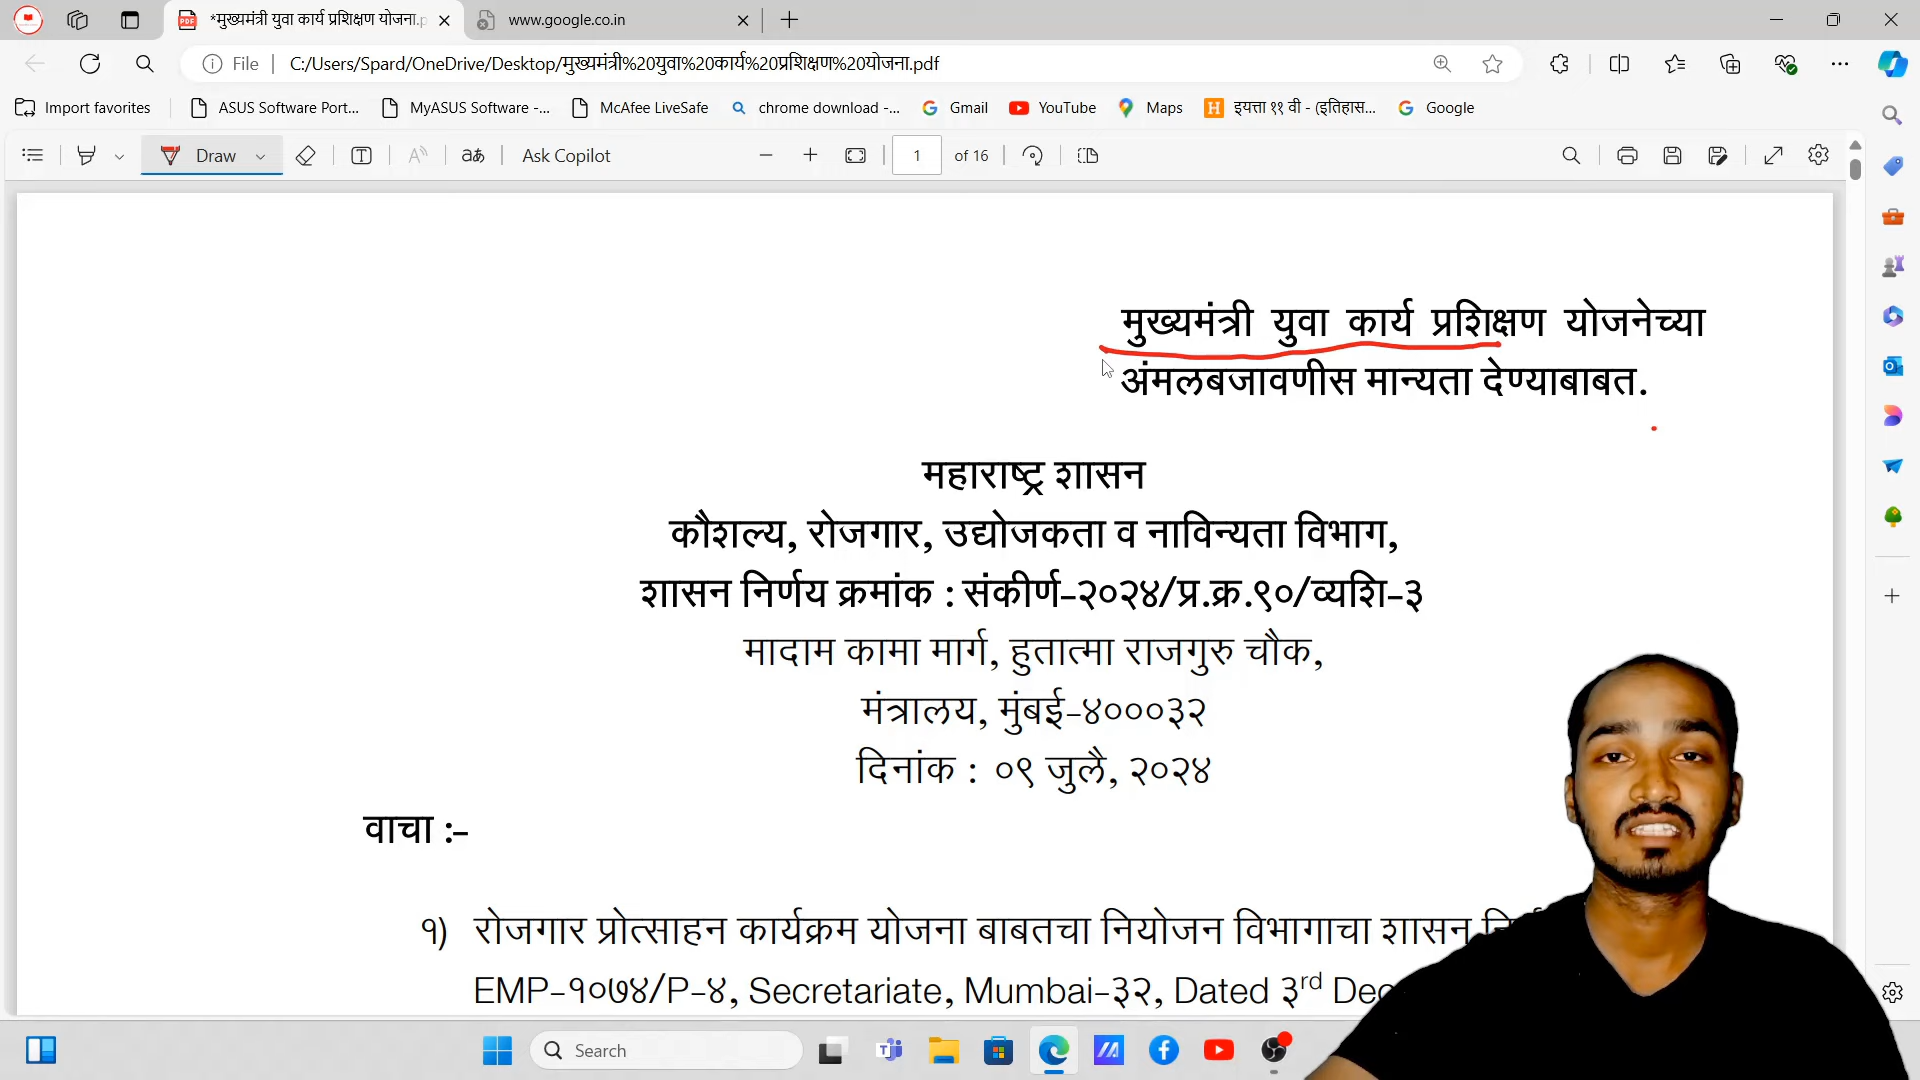 *मुख्यमंत्री युवा कार्य प्रशिक्षण योजना.p
www.google.co.in
File
C:/Users/Spard/OneDrive/Desktop/मुख्यमंत्री%20युवा%20कार्य%20प्रशिक्षण%20योजना.pdf
Import favorites
ASUS Software Port...
MyASUS Software -...
McAfee LiveSafe
chrome download -...
Gmail
YouTube
Maps
इयत्ता ११ वी - (इतिहास...
Google
Draw
Ask Copilot
1 of 16
मुख्यमंत्री युवा कार्य प्रशिक्षण योजनेच्या
अंमलबजावणीस मान्यता देण्याबाबत.
महाराष्ट्र शासन
कौशल्य, रोजगार, उद्योजकता व नाविन्यता विभाग,
शासन निर्णय क्रमांक : संकीर्ण-२०२४/प्र.क्र.९०/व्यशि-३
मादाम कामा मार्ग, हुतात्मा राजगुरु चौक,
मंत्रालय, मुंबई-४०००३२
दिनांक : ०९ जुलै, २०२४
वाचा :-
१) रोजगार प्रोत्साहन कार्यक्रम योजना बाबतचा नियोजन विभागाचा शासन
EMP-१०७४/P-४, Secretariate, Mumbai-३२, Dated ३rd Dec
Search